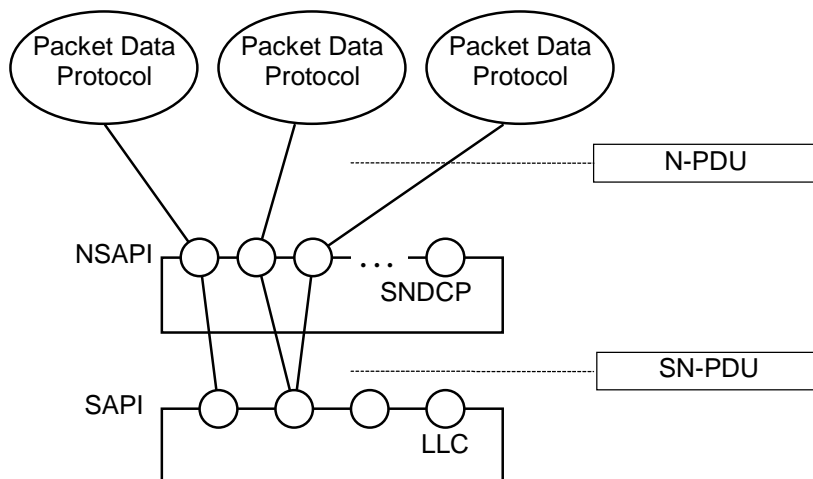 Packet Data
Protocol
Packet Data
Protocol
Packet Data
Protocol
N-PDU
NSAPI
. . .
SNDCP
SN-PDU
SAPI
LLC